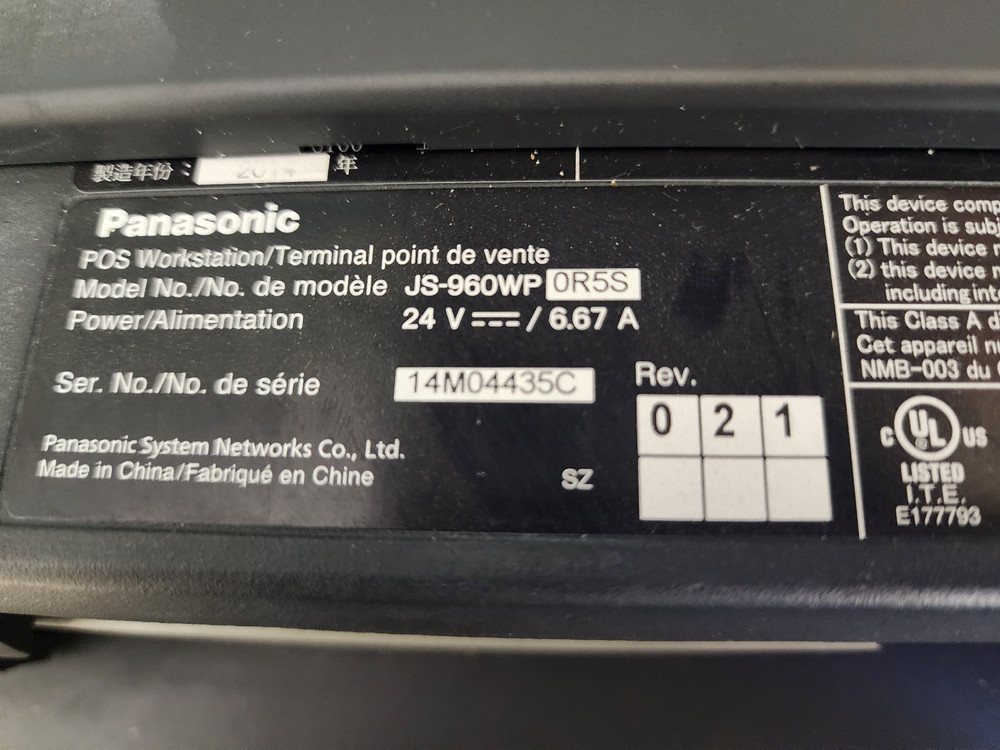 製造年份: 2014 年
Panasonic
POS Workstation/Terminal point de vente
Model No./No. de modèle JS-960WP 0R5S
Power/Alimentation 24 V ⎓ / 6.67 A
Ser. No./No. de série 14M04435C
Rev.
0 2 1
Panasonic System Networks Co., Ltd.
Made in China/Fabriqué en Chine
SZ
This device
Operation is
(1) This device
(2) this device
including
This Class A
Cet appareil
NMB-003 du
C UL US
LISTED
I.T.E.
E177793